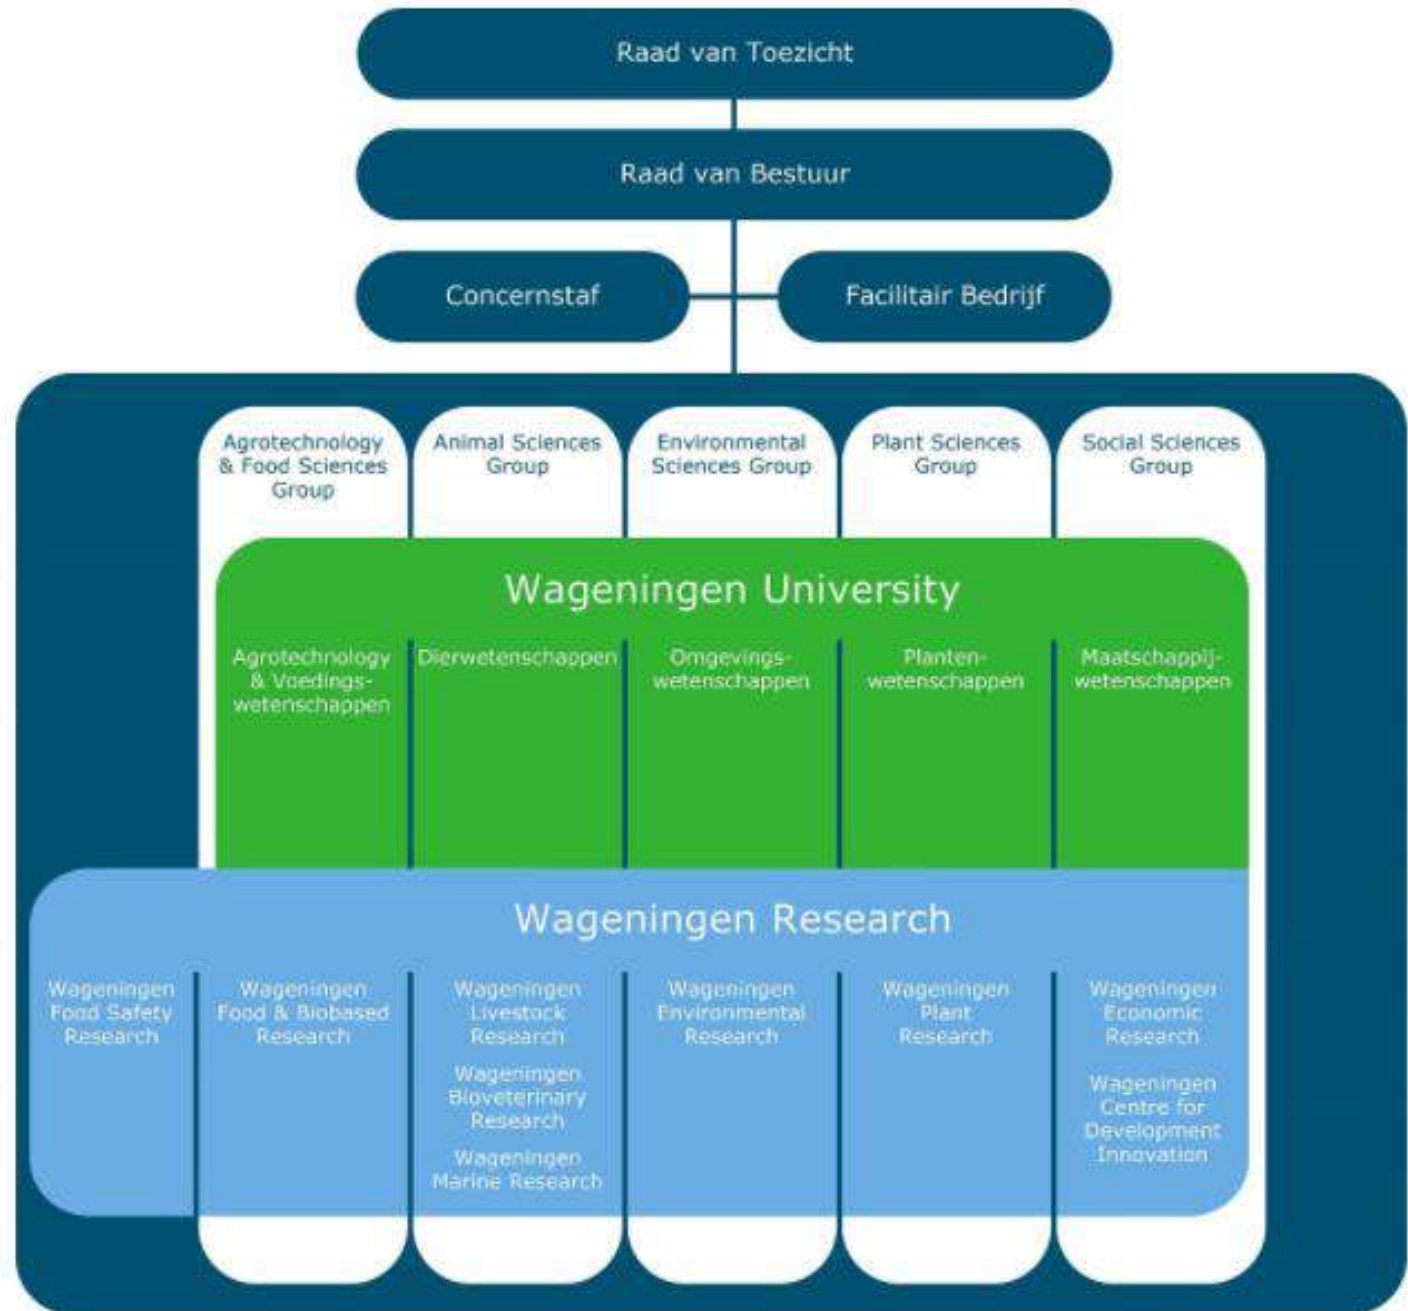 Raad van Toezicht
Raad van Bestuur
Concernstaf
Facilitair Bedrijf
Agrotechnology
& Food Sciences
Group
Animal Sciences
Group
Environmental
Sciences Group
Plant Sciences
Group
Social Sciences
Group
Wageningen University
Agrotechnology
& Voedings-
wetenschappen
Dierwetenschappen
Omgevings-
wetenschappen
Planten-
wetenschappen
Maatschappij-
wetenschappen
Wageningen Research
Wageningen
Food Safety
Research
Wageningen
Food & Biobased
Research
Wageningen
Livestock
Research
Wageningen
Bioveterinary
Research
Wageningen
Marine Research
Wageningen
Environmental
Research
Wageningen
Plant
Research
Wageningen
Economic
Research
Wageningen
Centre for
Development
Innovation